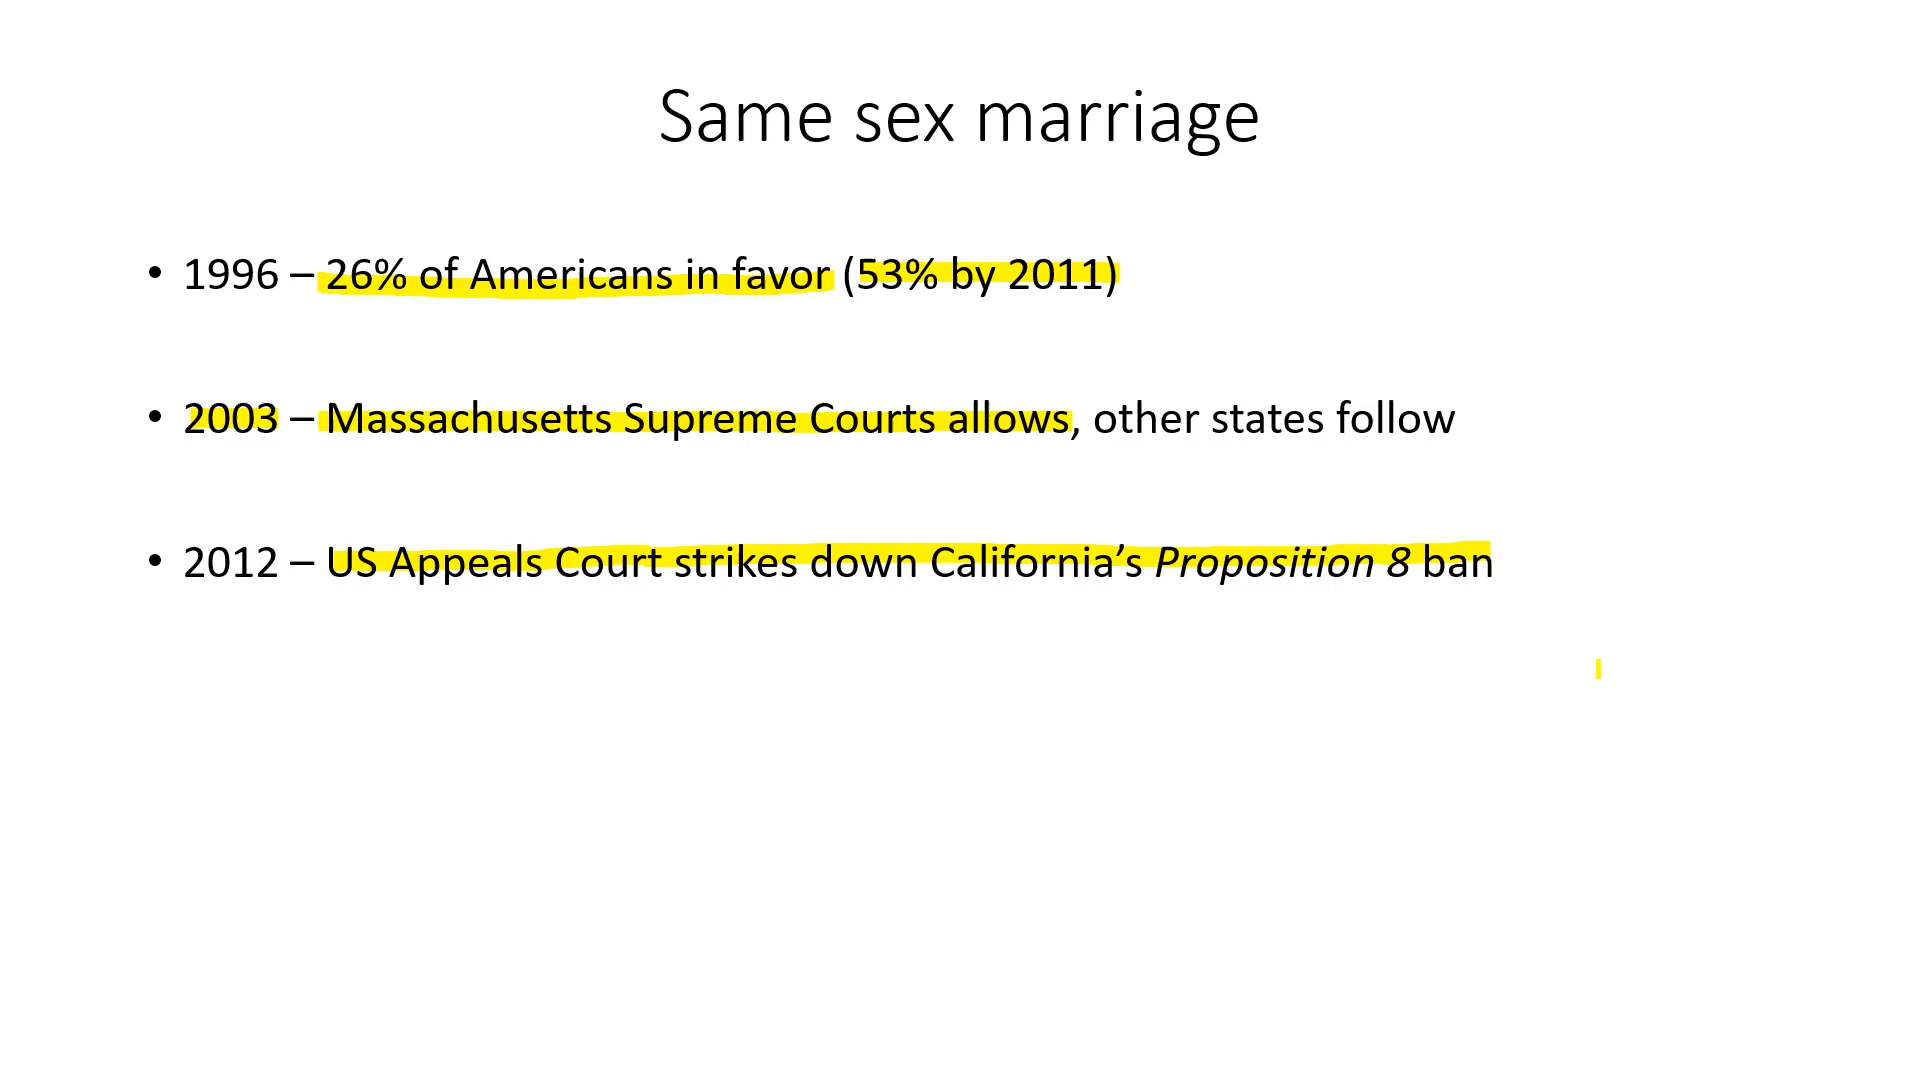 Same sex marriage
• 1996 – 26% of Americans in favor (53% by 2011)
• 2003 – Massachusetts Supreme Courts allows, other states follow
• 2012 – US Appeals Court strikes down California’s Proposition 8 ban